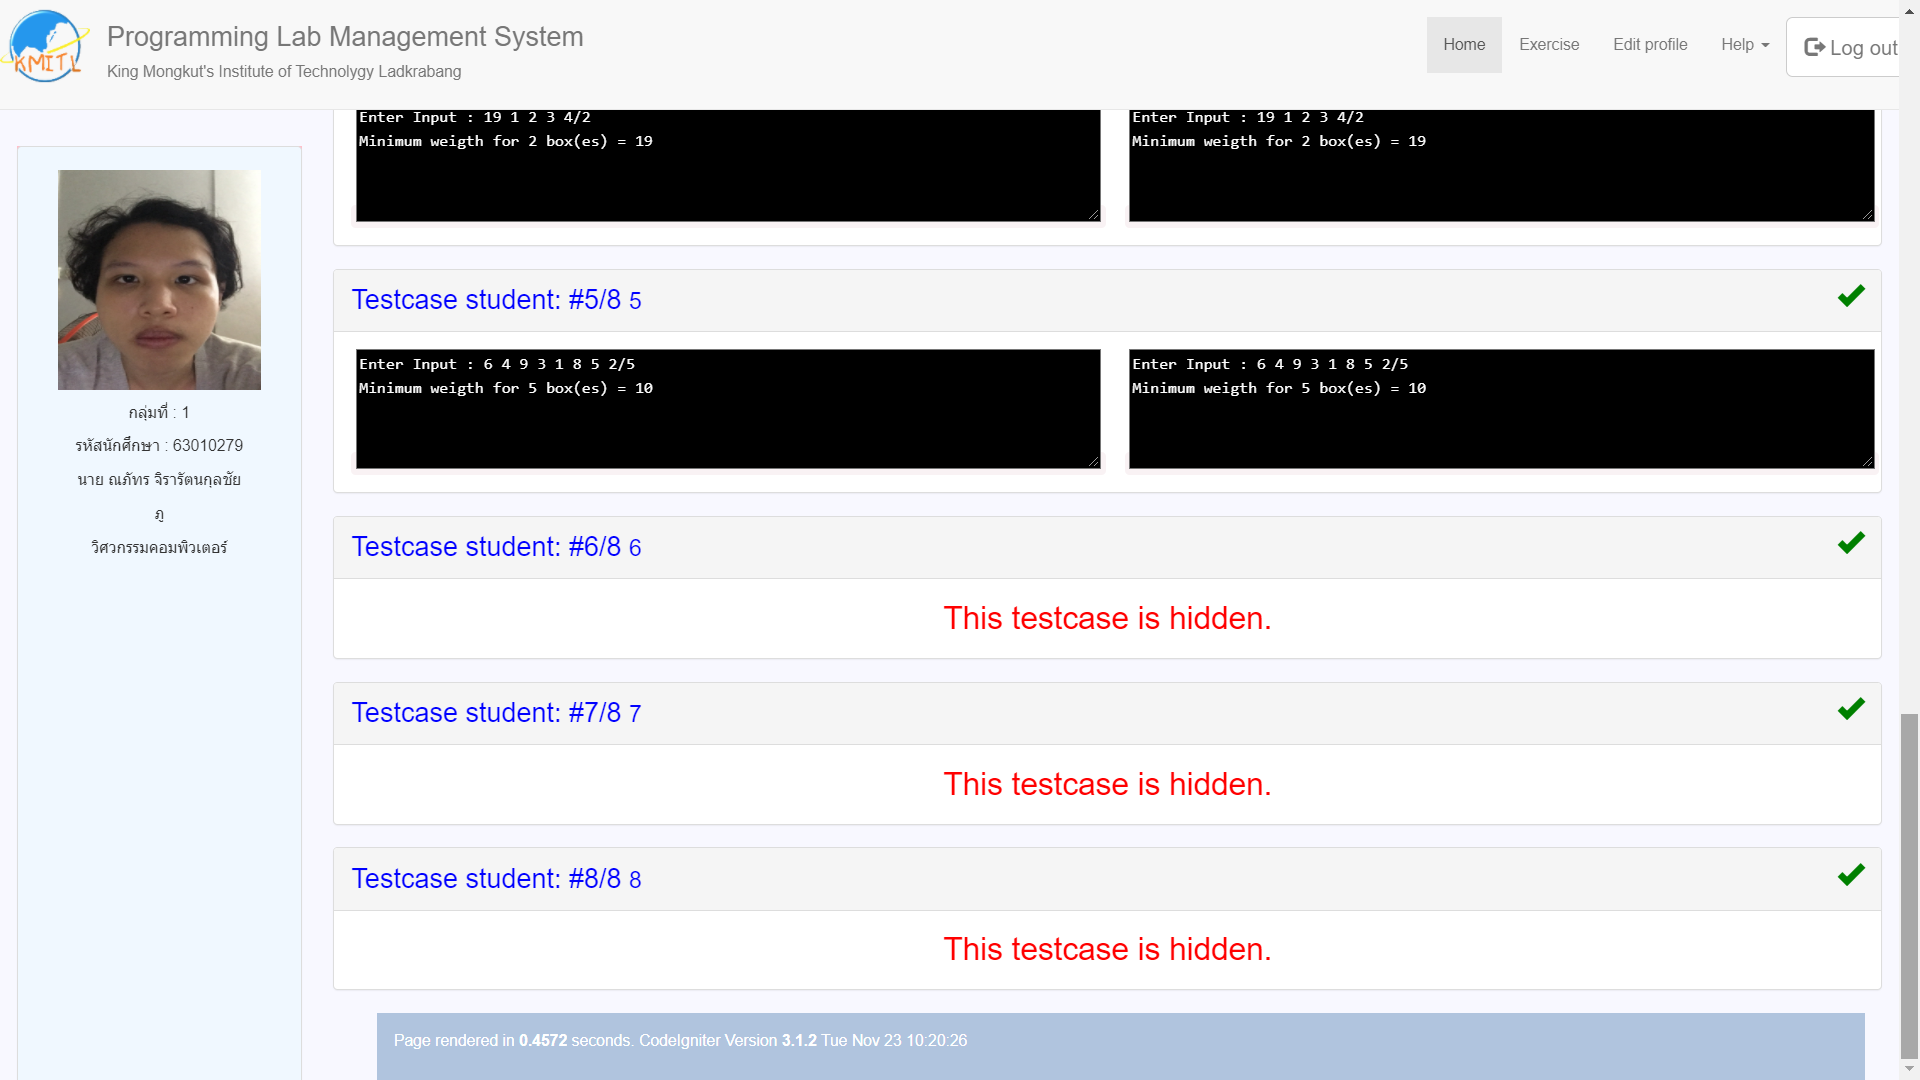 KMITL
Programming Lab Management System
King Mongkut's Institute of Technolygy Ladkrabang
Home
Exercise
Edit profile
Help
Log out
Enter Input : 19 1 2 3 4/2
Minimum weigth for 2 box(es) = 19
Enter Input : 19 1 2 3 4/2
Minimum weigth for 2 box(es) = 19
กลุ่มที่ : 1
รหัสนักศึกษา : 63010279
นาย ณภัทร จิรารัตนกุลชัย
ภู
วิศวกรรมคอมพิวเตอร์
Testcase student: #5/8 5
Enter Input : 6 4 9 3 1 8 5 2/5
Minimum weigth for 5 box(es) = 10
Enter Input : 6 4 9 3 1 8 5 2/5
Minimum weigth for 5 box(es) = 10
Testcase student: #6/8 6
This testcase is hidden.
Testcase student: #7/8 7
This testcase is hidden.
Testcase student: #8/8 8
This testcase is hidden.
Page rendered in 0.4572 seconds. CodeIgniter Version 3.1.2 Tue Nov 23 10:20:26